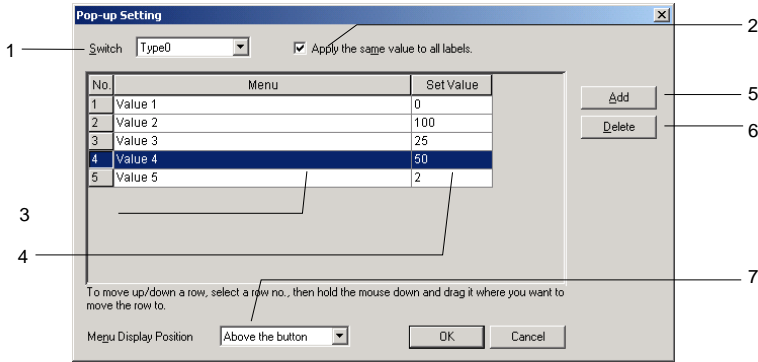 Pop-up Setting
2
1
Switch Type0 Apply the same value to all labels.
No. Menu Set Value
1 Value 1 0
2 Value 2 100
3 Value 3 25
4 Value 4 50
5 Value 5 2
Add
5
Delete
6
3
4
7
To move up/down a row, select a row no., then hold the mouse down and drag it where you want to
move the row to.
Menu Display Position Above the button OK Cancel